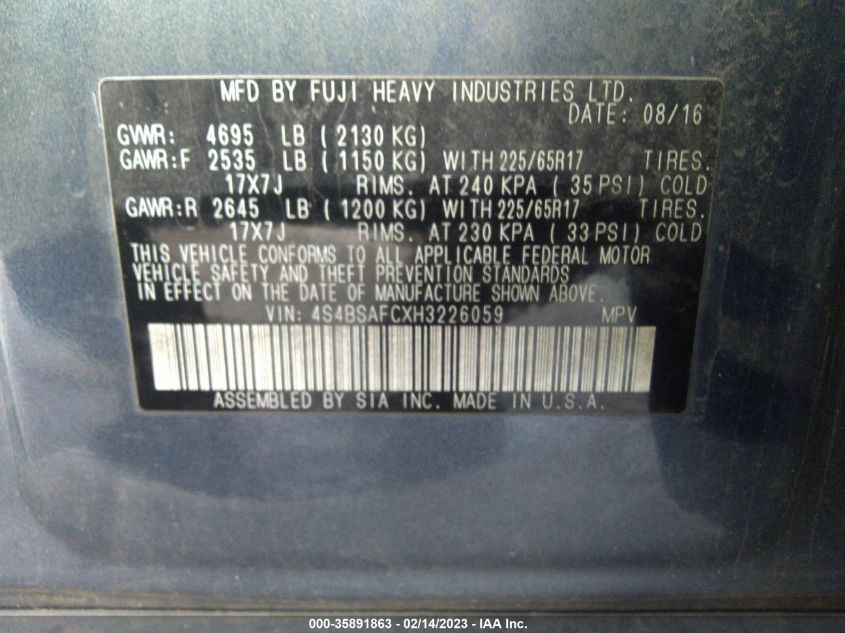 MFD BY FUJI HEAVY INDUSTRIES LTD.
DATE: 08/16
GVWR: 4695 LB ( 2130 KG)
GAWR:F 2535 LB ( 1150 KG) WITH 225/65R17 TIRES.
17X7J RIMS. AT 240 KPA ( 35 PSI) COLD
GAWR:R 2645 LB ( 1200 KG) WITH 225/65R17 TIRES.
17X7J RIMS. AT 230 KPA ( 33 PSI) COLD
THIS VEHICLE CONFORMS TO ALL APPLICABLE FEDERAL MOTOR
VEHICLE SAFETY AND THEFT PREVENTION STANDARDS
IN EFFECT ON THE DATE OF MANUFACTURE SHOWN ABOVE.
VIN: 4S4BSAFCXH3226059 MPV
ASSEMBLED BY SIA INC. MADE IN U.S.A.
000-35891863 - 02/14/2023 - IAA Inc.